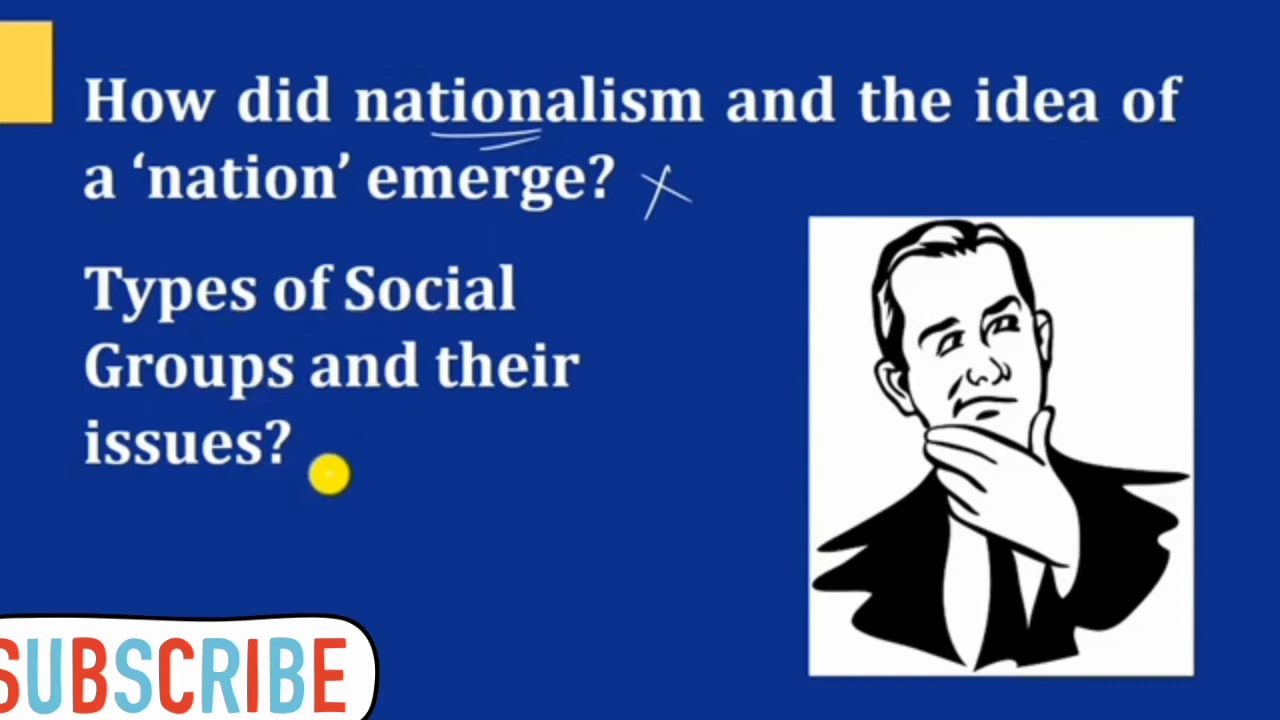 How did nationalism and the idea of
a ‘nation’ emerge?
Types of Social
Groups and their
issues?
SUBSCRIBE